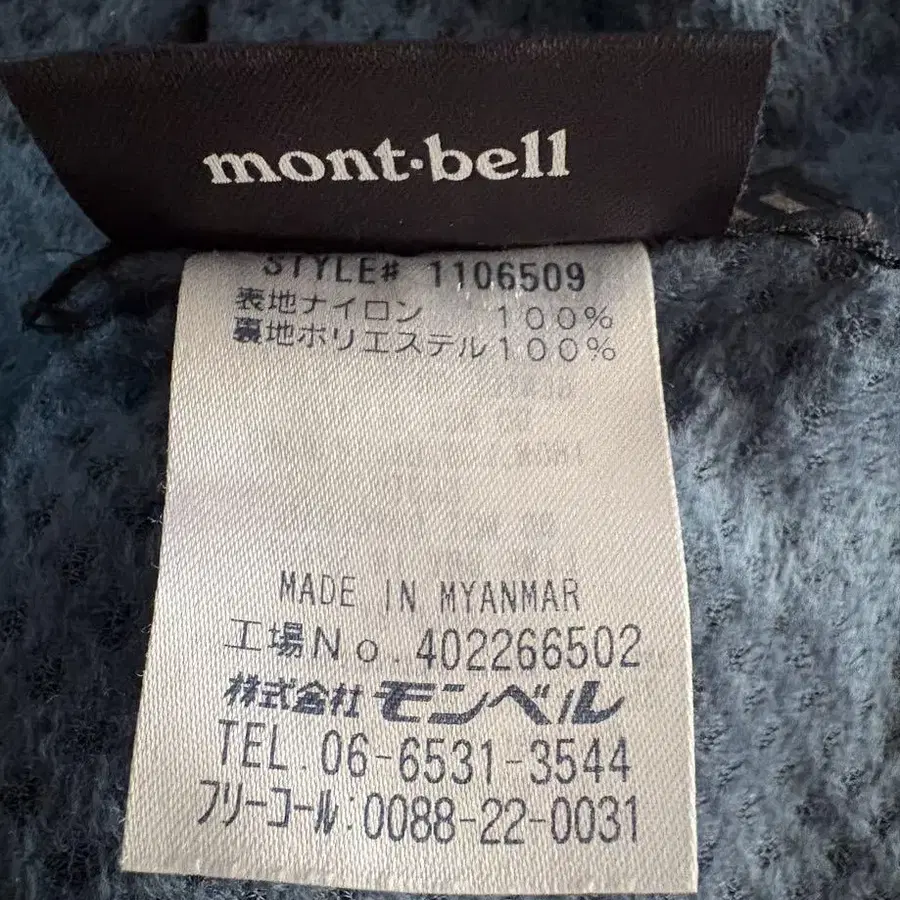 mont·bell
STYLE# 1106509
表地ナイロン 100%
裏地ポリエステル100%
MADE IN MYANMAR
工場No.402266502
株式会社モンベル
TEL.06-6531-3544
フリーコール:0088-22-0031